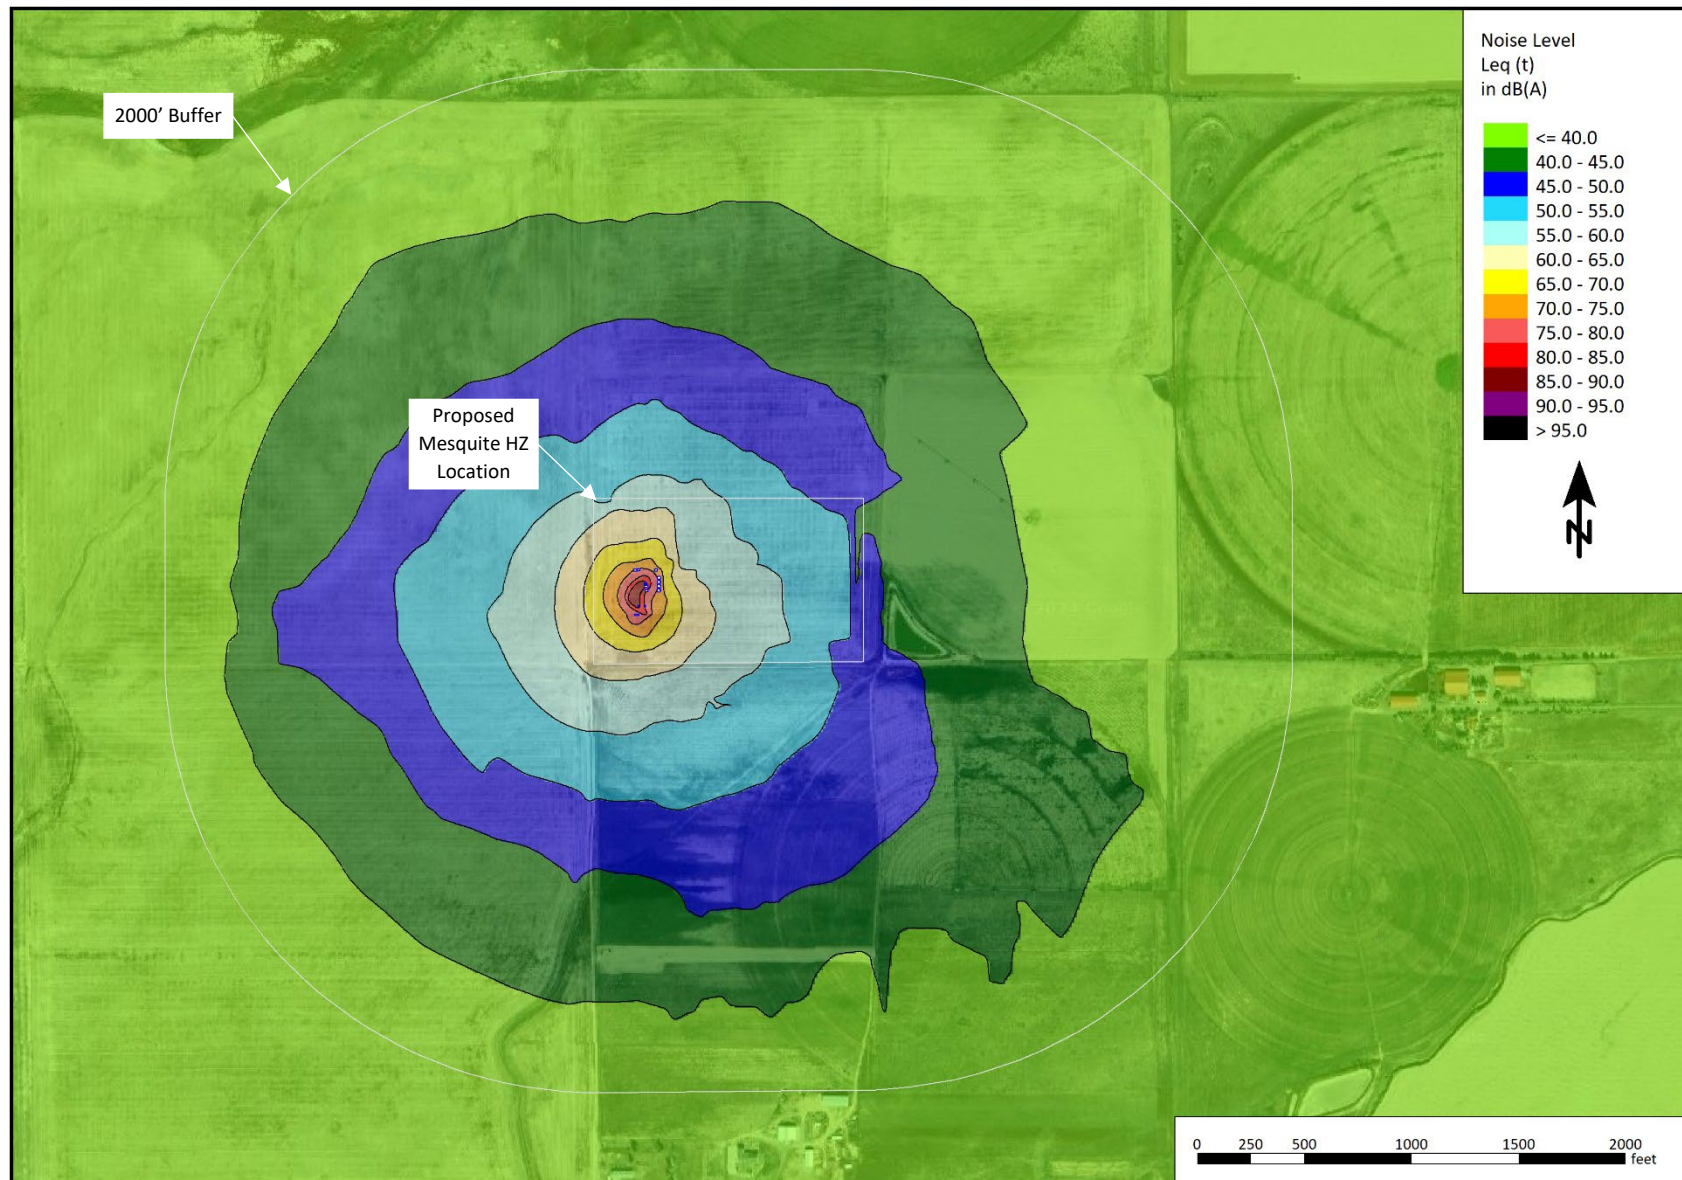 2000’ Buffer
Proposed
Mesquite HZ
Location
Noise Level
Leq (t)
in dB(A)
<= 40.0
40.0 - 45.0
45.0 - 50.0
50.0 - 55.0
55.0 - 60.0
60.0 - 65.0
65.0 - 70.0
70.0 - 75.0
75.0 - 80.0
80.0 - 85.0
85.0 - 90.0
90.0 - 95.0
> 95.0
N
0 250 500 1000 1500 2000
feet